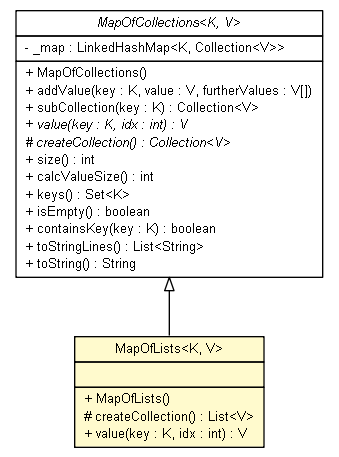 MapOfCollections<K, V>
- _map : LinkedHashMap<K, Collection<V>>
+ MapOfCollections()
+ addValue(key : K, value : V, furtherValues : V[])
+ subCollection(key : K) : Collection<V>
+ value(key : K, idx : int) : V
# createCollection() : Collection<V>
+ size() : int
+ calcValueSize() : int
+ keys() : Set<K>
+ isEmpty() : boolean
+ containsKey(key : K) : boolean
+ toStringLines() : List<String>
+ toString() : String
MapOfLists<K, V>
+ MapOfLists()
# createCollection() : List<V>
+ value(key : K, idx : int) : V